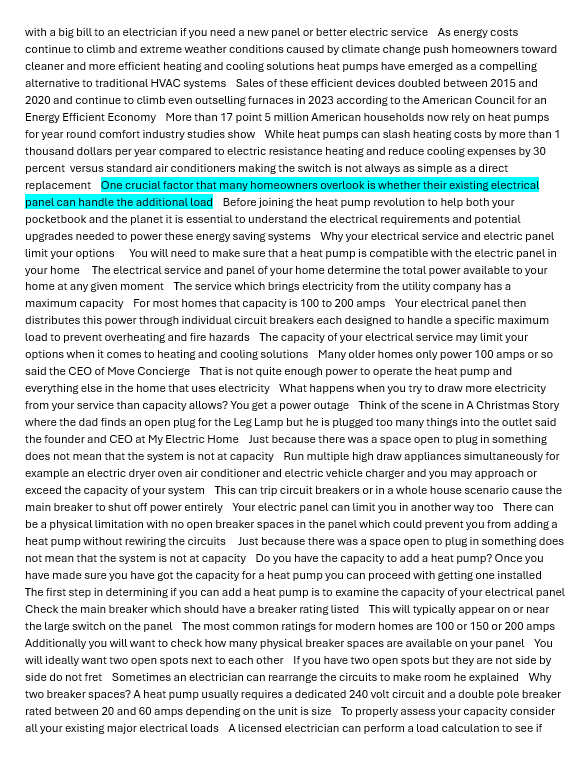 with a big bill to an electrician if you need a new panel or better electric service As energy costs
continue to climb and extreme weather conditions caused by climate change push homeowners toward
cleaner and more efficient heating and cooling solutions heat pumps have emerged as a compelling
alternative to traditional HVAC systems Sales of these efficient devices doubled between 2015 and
2020 and continue to climb even outselling furnaces in 2023 according to the American Council for an
Energy Efficient Economy More than 17 point 5 million American households now rely on heat pumps
for year round comfort industry studies show While heat pumps can slash heating costs by more than 1
thousand dollars per year compared to electric resistance heating and reduce cooling expenses by 30
percent versus standard air conditioners making the switch is not always as simple as a direct
replacement One crucial factor that many homeowners overlook is whether their existing electrical
panel can handle the additional load Before joining the heat pump revolution to help both your
pocketbook and the planet it is essential to understand the electrical requirements and potential
upgrades needed to power these energy saving systems Why your electrical service and electric panel
limit your options You will need to make sure that a heat pump is compatible with the electric panel in
your home The electrical service and panel of your home determine the total power available to your
home at any given moment The service which brings electricity from the utility company has a
maximum capacity For most homes that capacity is 100 to 200 amps Your electrical panel then
distributes this power through individual circuit breakers each designed to handle a specific maximum
load to prevent overheating and fire hazards The capacity of your electrical service may limit your
options when it comes to heating and cooling solutions Many older homes only power 100 amps or so
said the CEO of Move Concierge That is not quite enough power to operate the heat pump and
everything else in the home that uses electricity What happens when you try to draw more electricity
from your service than capacity allows? You get a power outage Think of the scene in A Christmas Story
where the dad finds an open plug for the Leg Lamp but he is plugged too many things into the outlet said
the founder and CEO at My Electric Home Just because there was a space open to plug in something
does not mean that the system is not at capacity Run multiple high draw appliances simultaneously for
example an electric dryer oven air conditioner and electric vehicle charger and you may approach or
exceed the capacity of your system This can trip circuit breakers or in a whole house scenario cause the
main breaker to shut off power entirely Your electric panel can limit you in another way too There can
be a physical limitation with no open breaker spaces in the panel which could prevent you from adding a
heat pump without rewiring the circuits Just because there was a space open to plug in something does
not mean that the system is not at capacity Do you have the capacity to add a heat pump? Once you
have made sure you have got the capacity for a heat pump you can proceed with getting one installed
The first step in determining if you can add a heat pump is to examine the capacity of your electrical panel
Check the main breaker which should have a breaker rating listed This will typically appear on or near
the large switch on the panel The most common ratings for modern homes are 100 or 150 or 200 amps
Additionally you will want to check how many physical breaker spaces are available on your panel You
will ideally want two open spots next to each other If you have two open spots but they are not side by
side do not fret Sometimes an electrician can rearrange the circuits to make room he explained Why
two breaker spaces? A heat pump usually requires a dedicated 240 volt circuit and a double pole breaker
rated between 20 and 60 amps depending on the unit is size To properly assess your capacity consider
all your existing major electrical loads A licensed electrician can perform a load calculation to see if